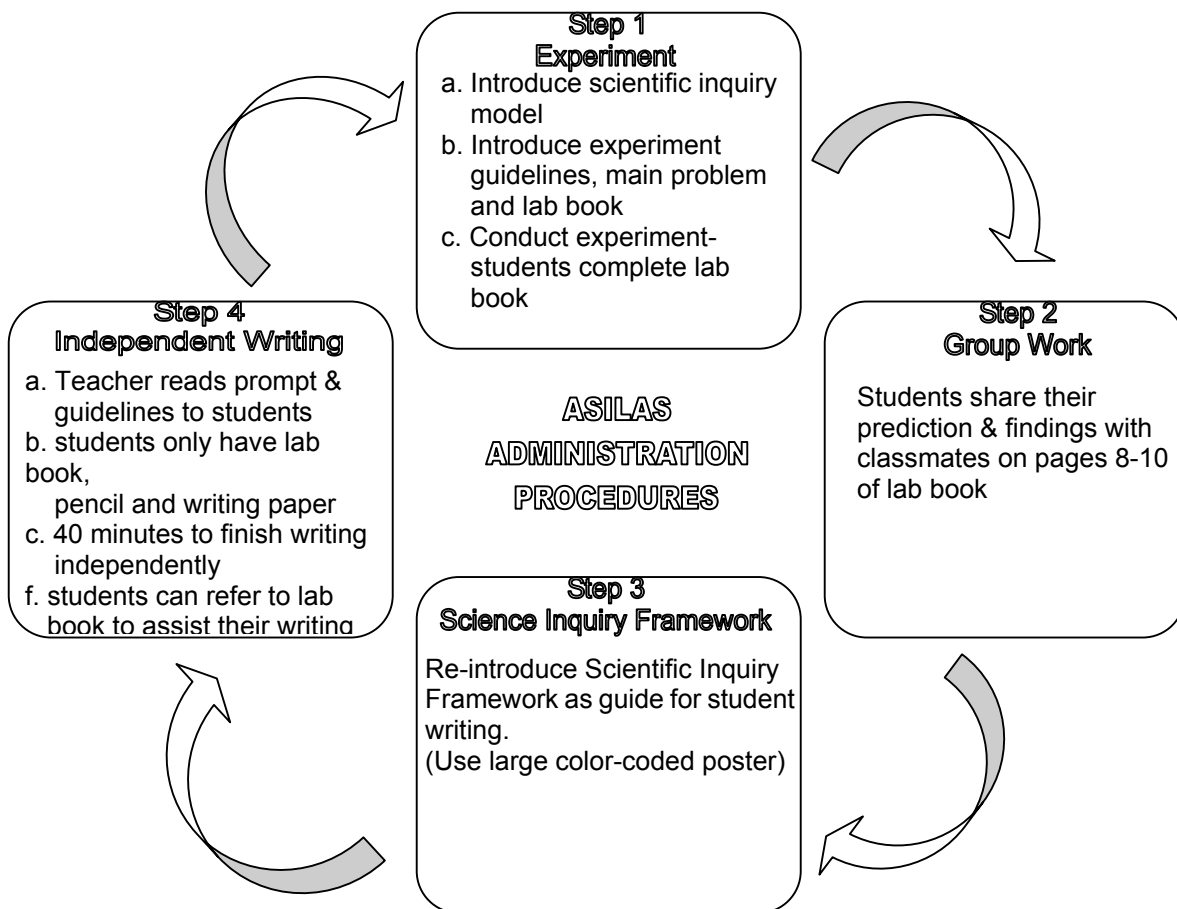 Step 1
Experiment
a. Introduce scientific inquiry
model
b. Introduce experiment
guidelines, main problem
and lab book
c. Conduct experiment-
students complete lab
book
Step 2
Group Work
Students share their
prediction & findings with
classmates on pages 8-10
of lab book
Step 3
Science Inquiry Framework
Re-introduce Scientific Inquiry
Framework as guide for student
writing.
(Use large color-coded poster)
Step 4
Independent Writing
a. Teacher reads prompt &
guidelines to students
b. students only have lab
book,
pencil and writing paper
c. 40 minutes to finish writing
independently
f. students can refer to lab
book to assist their writing
ASILAS
ADMINISTRATION
PROCEDURES